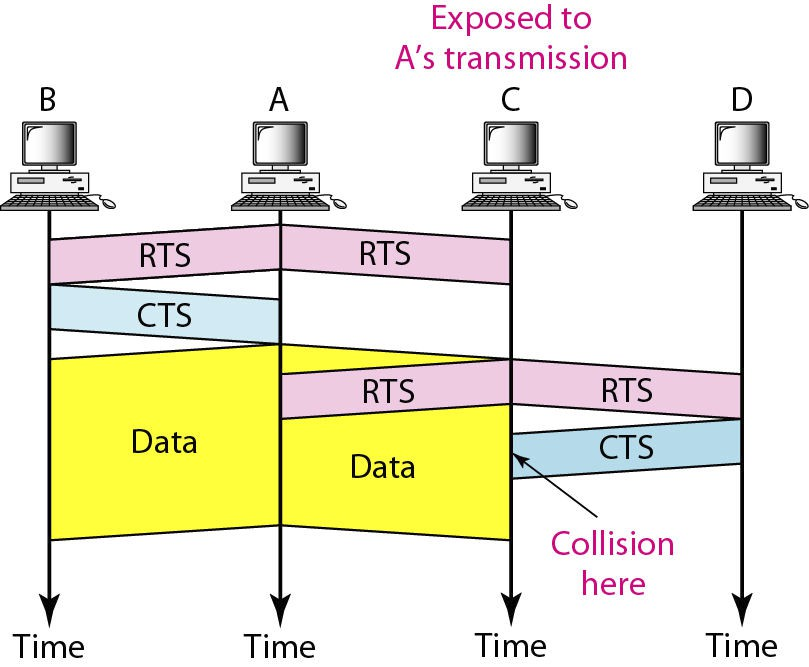 Exposed to
A's transmission
B
A
C
D
RTS
RTS
CTS
RTS
RTS
Data
Data
CTS
Collision
here
Time
Time
Time
Time